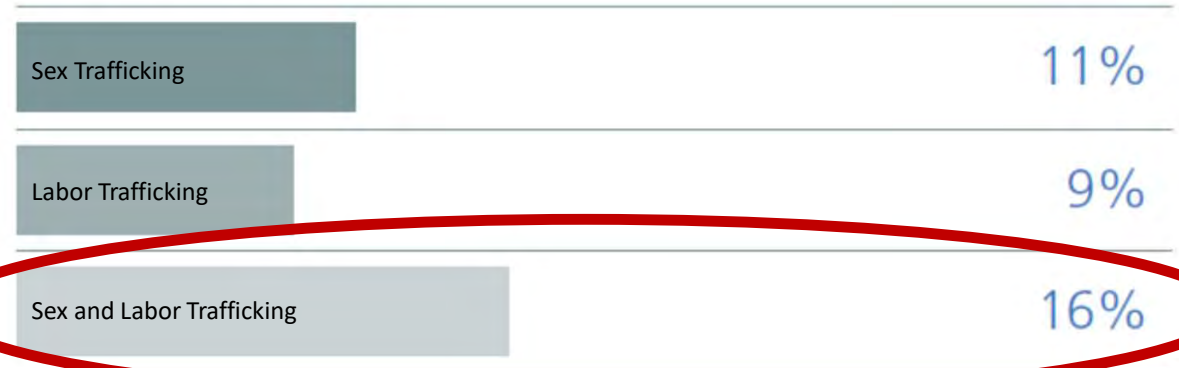 Sex Trafficking 11%
Labor Trafficking 9%
Sex and Labor Trafficking 16%